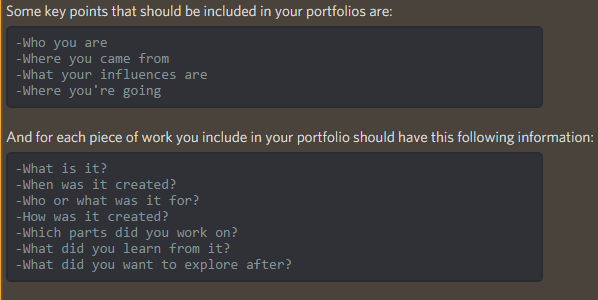 Some key points that should be included in your portfolios are:
-Who you are
-Where you came from
-What your influences are
-Where you're going
And for each piece of work you include in your portfolio should have this following information:
-What is it?
-When was it created?
-Who or what was it for?
-How was it created?
-Which parts did you work on?
-What did you learn from it?
-What did you want to explore after?